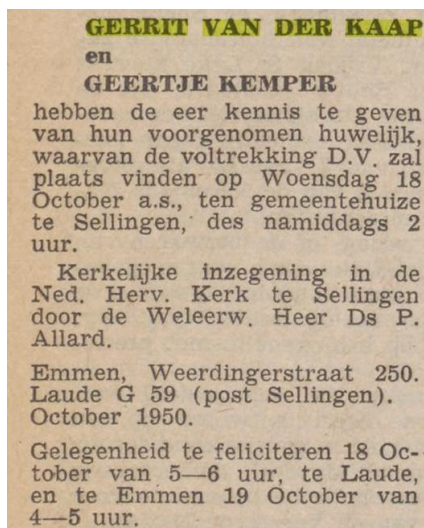 GERRIT VAN DER KAAP
en
GEERTJE KEMPER
hebben de eer kennis te geven
van hun voorgenomen huwelijk,
waarvan de voltrekking D.V. zal
plaats vinden op Woensdag 18
October a.s., ten gemeentehuize
te Sellingen, des namiddags 2
uur.
Kerkelijke inzegening in de
Ned. Herv. Kerk te Sellingen
door de Weleerw. Heer Ds P.
Allard.
Emmen, Weerdingerstraat 250.
Laude G 59 (post Sellingen).
October 1950.
Gelegenheid te feliciteren 18 Oc-
tober van 5—6 uur, te Laude,
en te Emmen 19 October van
4—5 uur.